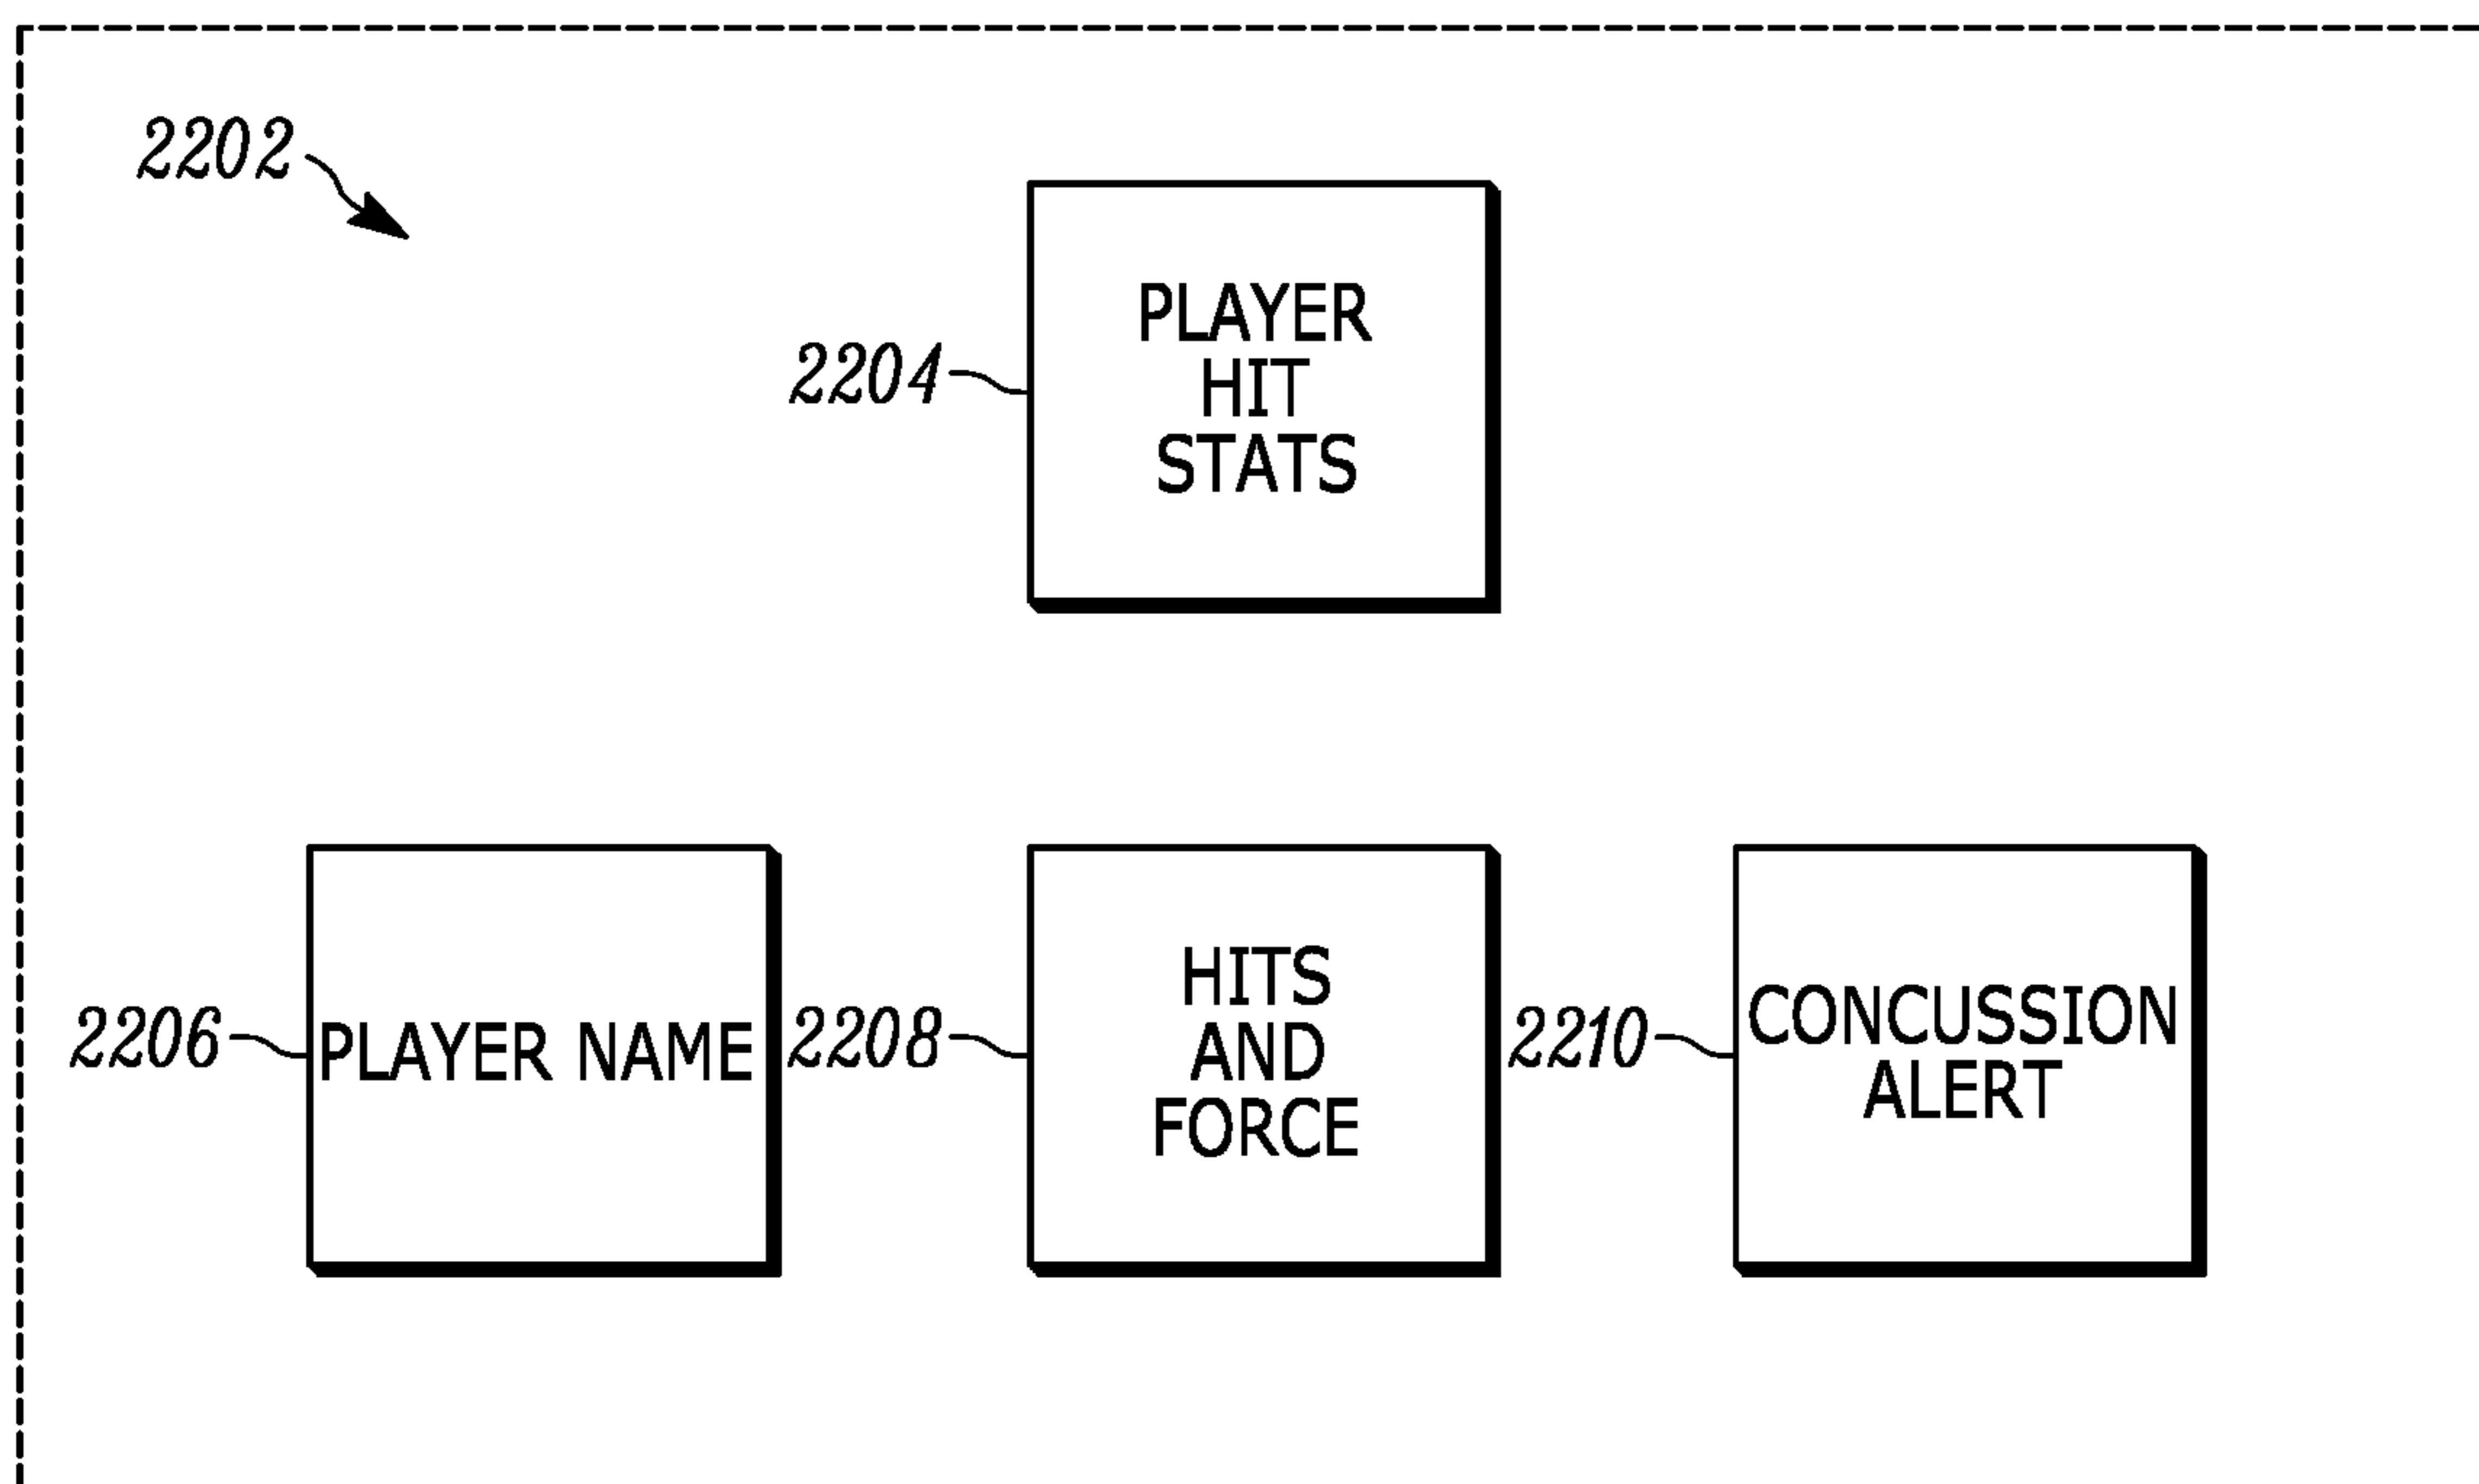 2202
2204
PLAYER
HIT
STATS
2206
PLAYER NAME
2208
HITS
AND
FORCE
2210
CONCUSSION
ALERT